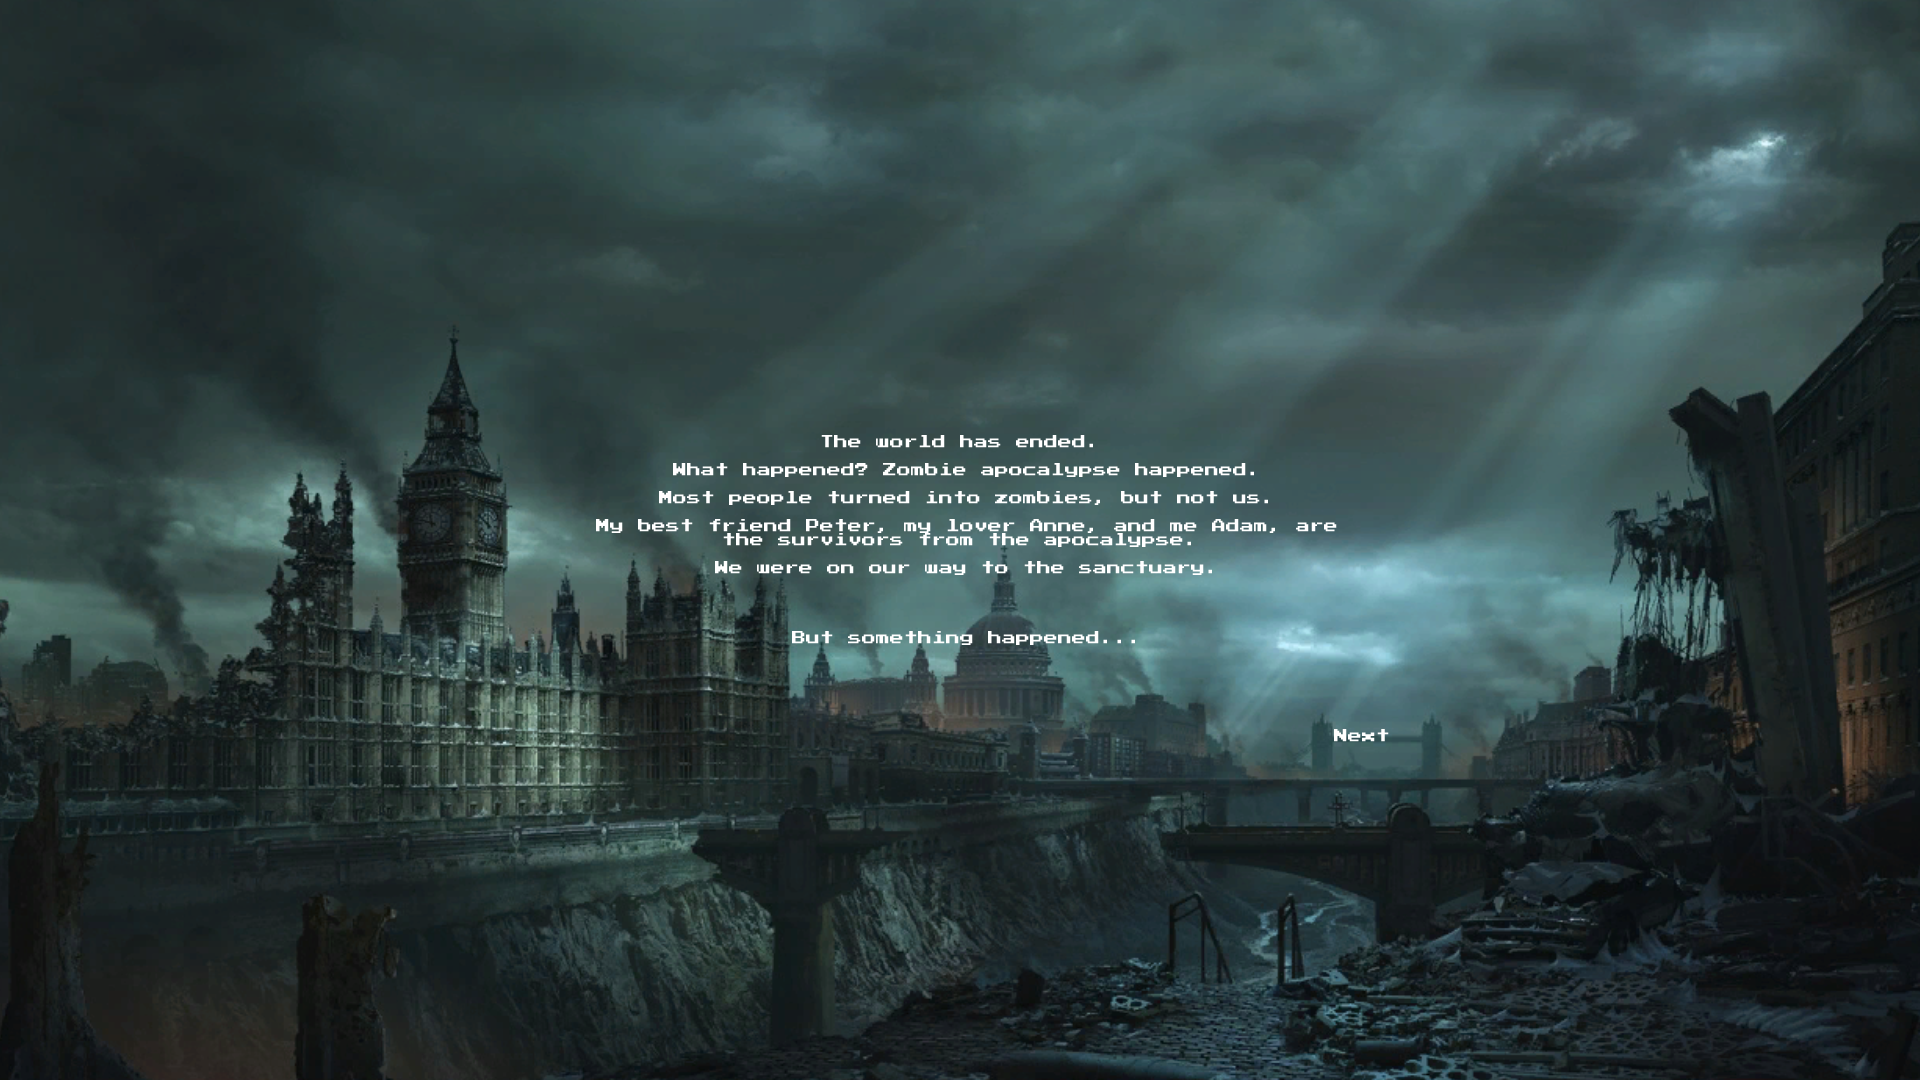 The world has ended.
What happened? Zombie apocalypse happened.
Most people turned into zombies, but not us.
My best friend Peter, my lover Anne, and me Adam, are
the survivors from the apocalypse.
We were on our way to the sanctuary.
But something happened...
Next